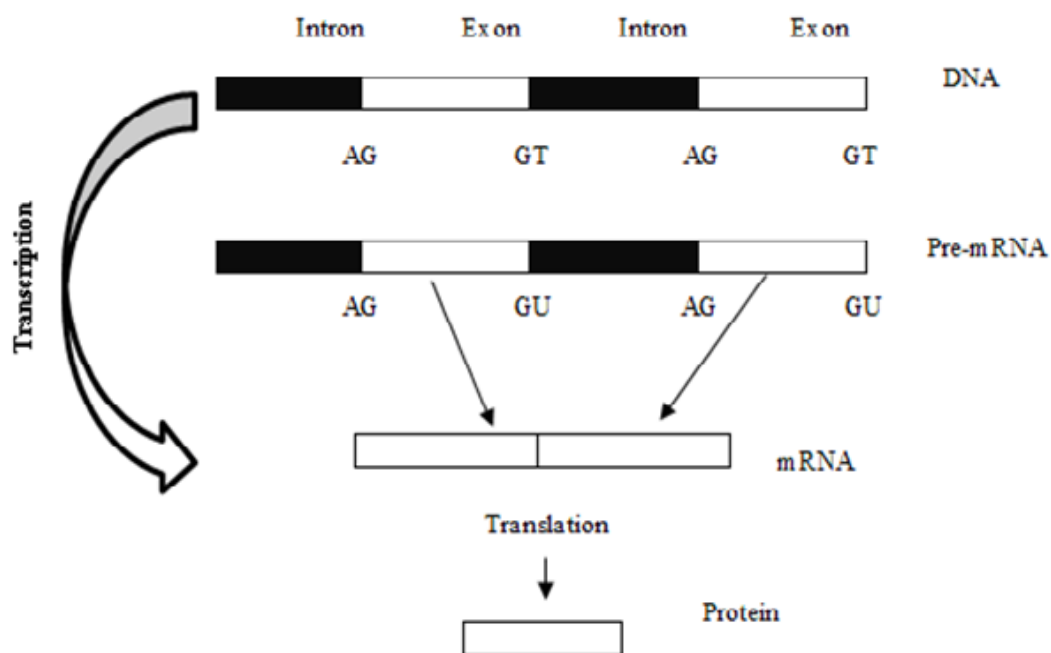 Intron Exon Intron Exon
DNA
AG GT AG GT
Transcription
Pre-mRNA
AG GU AG GU
mRNA
Translation
Protein